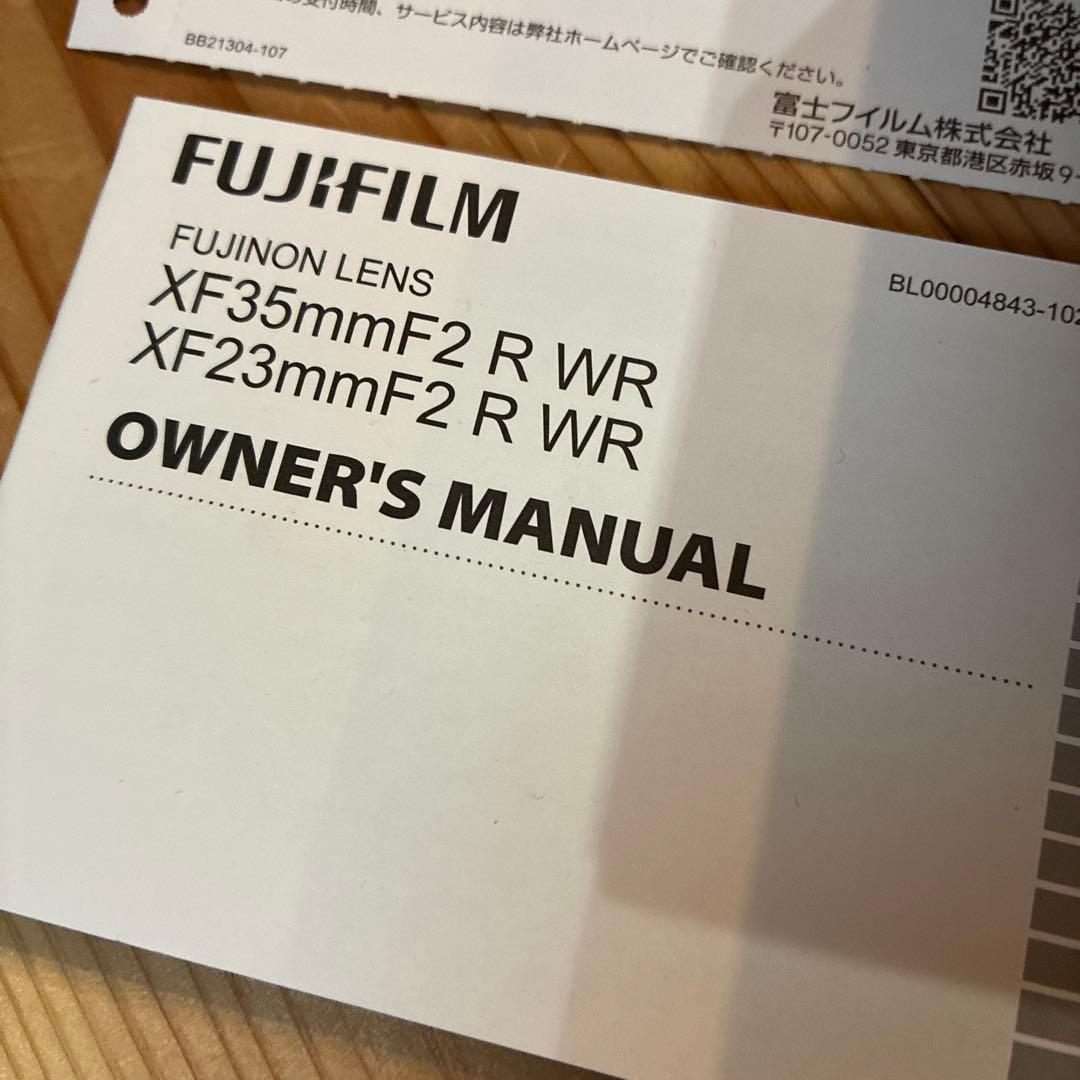 受付時間、サービス内容は弊社ホームページでご確認ください。
BB21304-107
富士フイルム株式会社
〒107-0052 東京都港区赤坂9-
FUJIFILM
BL00004843-102
FUJINON LENS
XF35mmF2 R WR
XF23mmF2 R WR
OWNER'S MANUAL